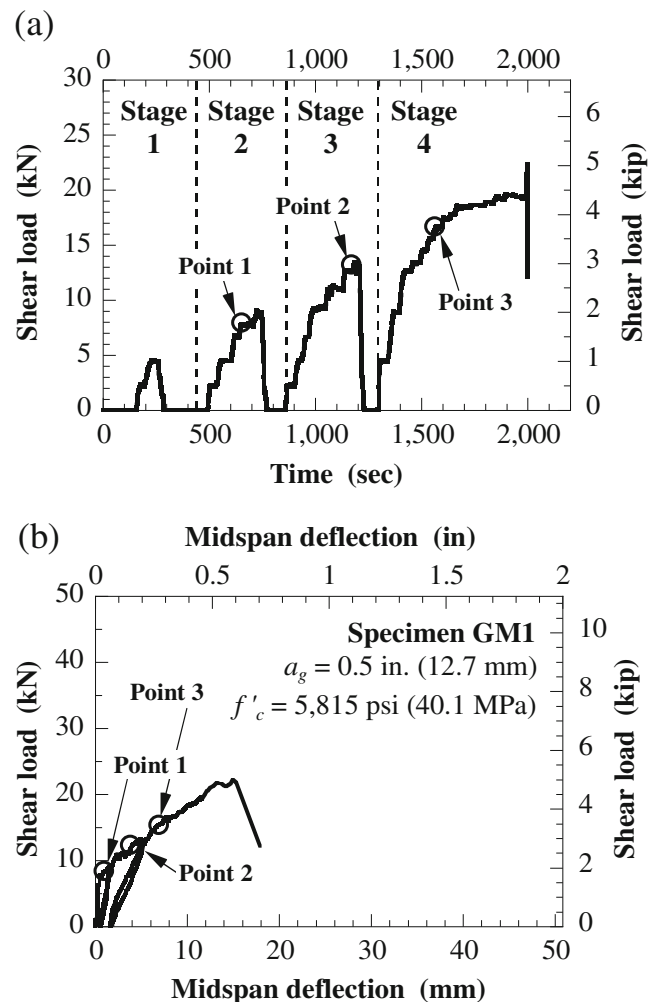 (a)
0 500 1,000 1,500 2,000
30
25
20
15
10
5
0
Shear load (kN)
Stage 1
Stage 2
Stage 3
Stage 4
Point 1
Point 2
Point 3
6
5
4
3
2
1
0
Shear load (kip)
0 500 1,000 1,500 2,000
Time (sec)
(b)
Midspan deflection (in)
0 0.5 1 1.5 2
50
40
30
20
10
0
Shear load (kN)
Specimen GM1
a_g = 0.5 in. (12.7 mm)
f'_c = 5,815 psi (40.1 MPa)
Point 3
Point 1
Point 2
10
8
6
4
2
0
Shear load (kip)
0 10 20 30 40 50
Midspan deflection (mm)